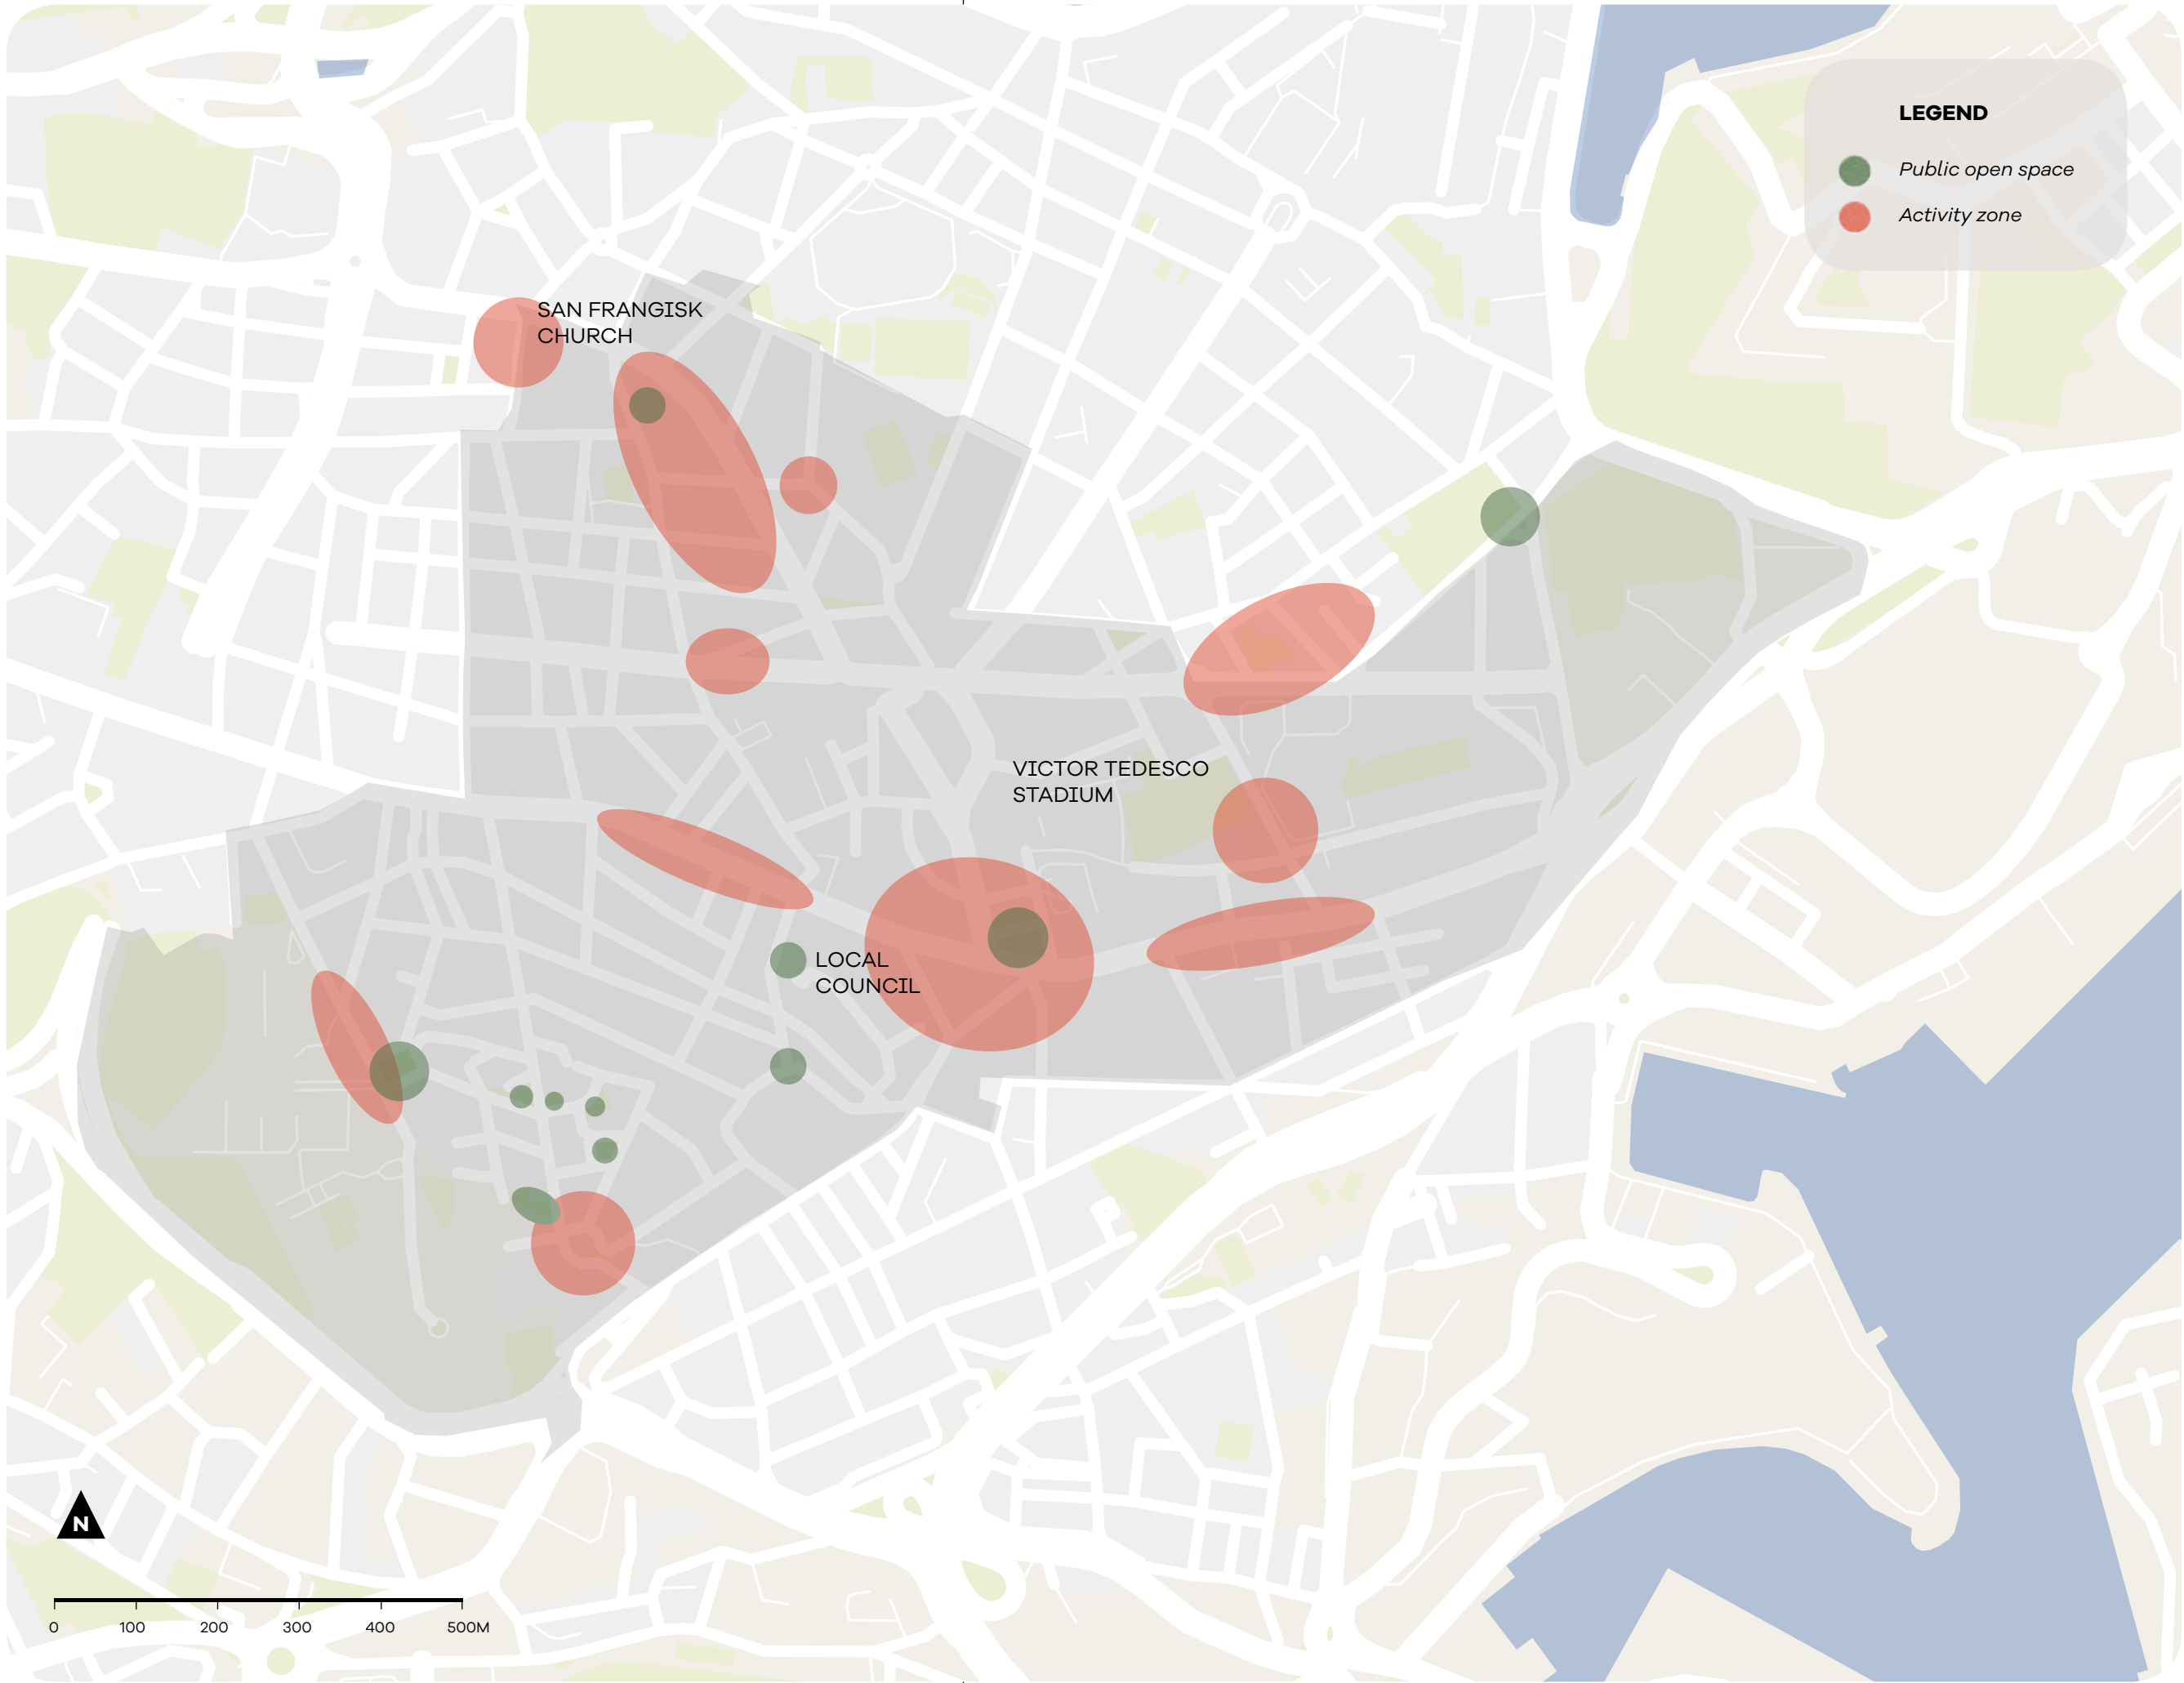 LEGEND
Public open space
Activity zone
SAN FRANGISK
CHURCH
VICTOR TEDESCO
STADIUM
LOCAL
COUNCIL
N
0 100 200 300 400 500M